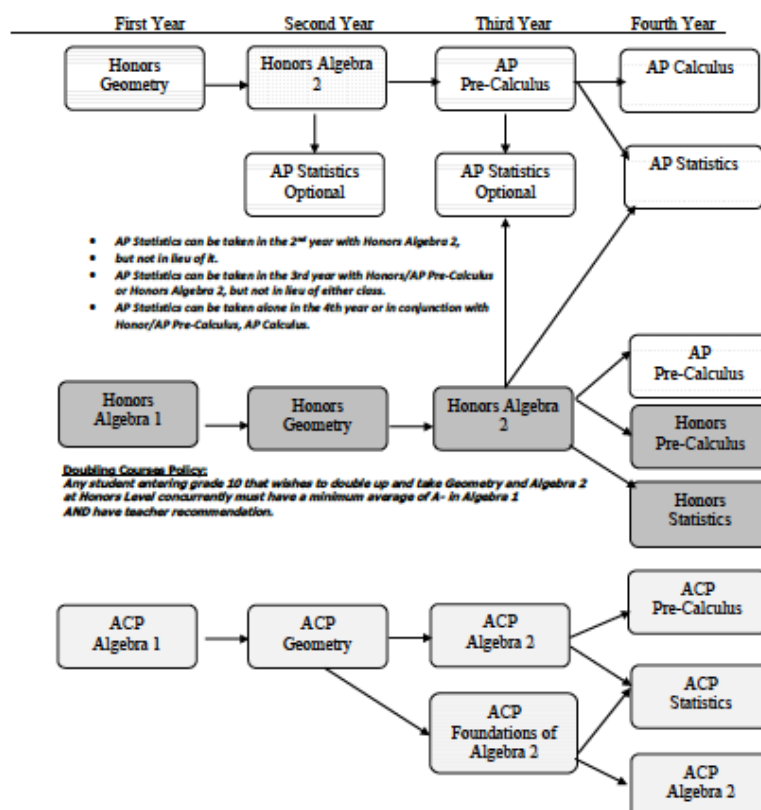 First Year Second Year Third Year Fourth Year
Honors
Geometry
Honors Algebra
2
AP
Pre-Calculus
AP Calculus
AP Statistics
Optional
AP Statistics
Optional
AP Statistics
• AP Statistics can be taken in the 2nd year with Honors Algebra 2,
• but not in lieu of it.
• AP Statistics can be taken in the 3rd year with Honors/AP Pre-Calculus
or Honors Algebra 2, but not in lieu of either class.
• AP Statistics can be taken alone in the 4th year or in conjunction with
Honor/AP Pre-Calculus, AP Calculus.
Honors
Algebra 1
Honors
Geometry
Honors Algebra
2
AP
Pre-Calculus
Honors
Pre-Calculus
Honors
Statistics
Doubling Courses Policy:
Any student entering grade 10 that wishes to double up and take Geometry and Algebra 2
at Honors Level concurrently must have a minimum average of A- in Algebra 1
AND have teacher recommendation.
ACP
Algebra 1
ACP
Geometry
ACP
Algebra 2
ACP
Pre-Calculus
ACP
Statistics
ACP
Foundations of
Algebra 2
ACP
Algebra 2